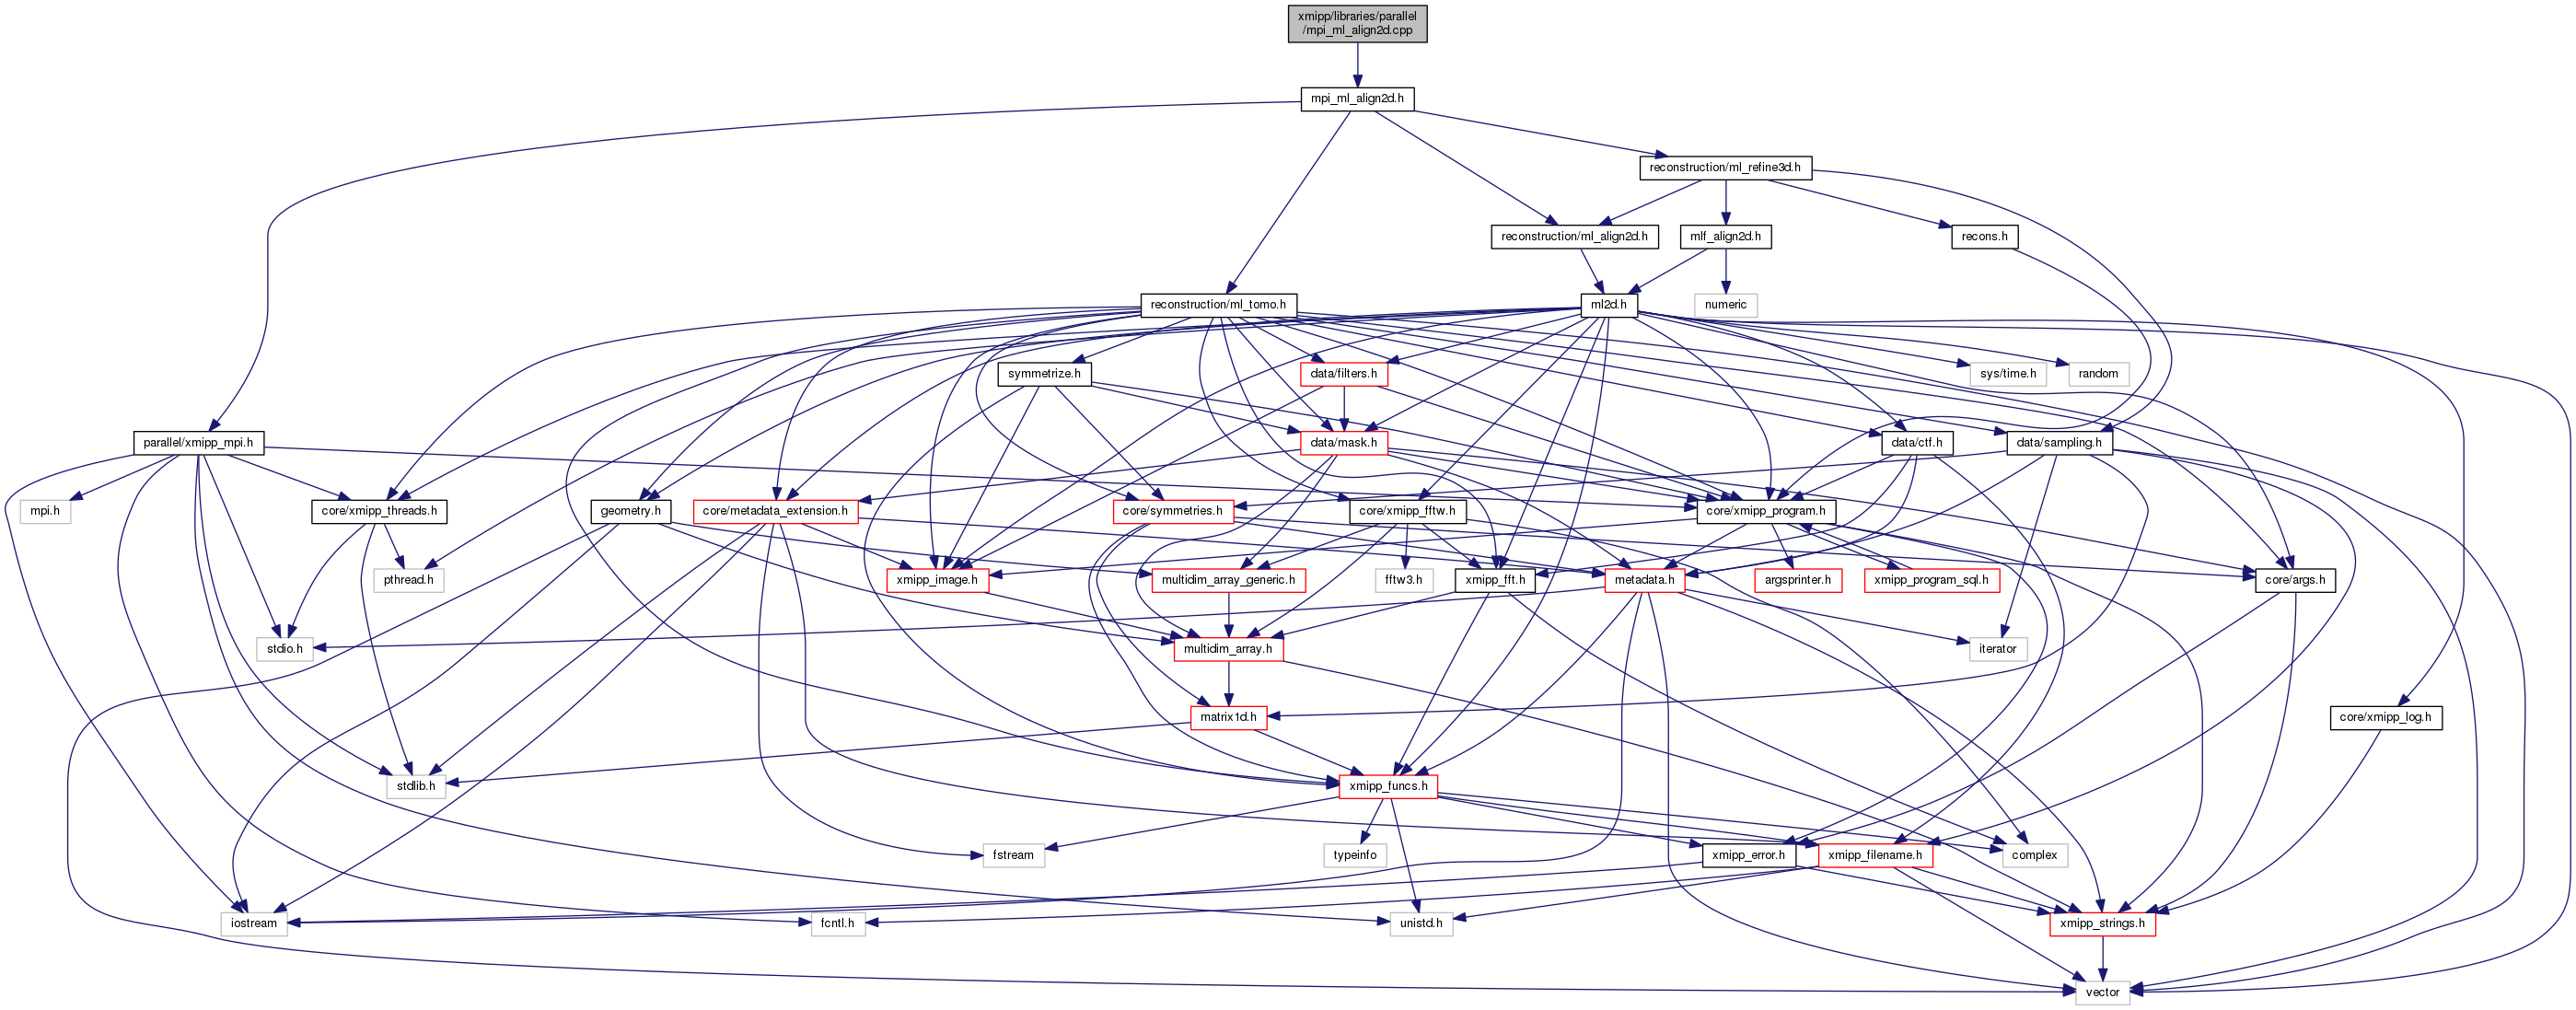 xmipp/libraries/parallel
/mpi_ml_align2d.cpp
mpi_ml_align2d.h
reconstruction/ml_refine3d.h
reconstruction/ml_align2d.h
mlf_align2d.h
recons.h
reconstruction/ml_tomo.h
ml2d.h
numeric
symmetrize.h
data/filters.h
sys/time.h
random
parallel/xmipp_mpi.h
data/mask.h
data/ctf.h
data/sampling.h
mpi.h
core/xmipp_threads.h
geometry.h
core/metadata_extension.h
core/symmetries.h
core/xmipp_fftw.h
core/xmipp_program.h
pthread.h
xmipp_image.h
multidim_array_generic.h
fftw3.h
xmipp_fft.h
metadata.h
argsprinter.h
xmipp_program_sql.h
core/args.h
stdio.h
multidim_array.h
iterator
matrix1d.h
core/xmipp_log.h
stdlib.h
xmipp_funcs.h
fstream
typeinfo
xmipp_error.h
xmipp_filename.h
complex
iostream
fcntl.h
unistd.h
xmipp_strings.h
vector